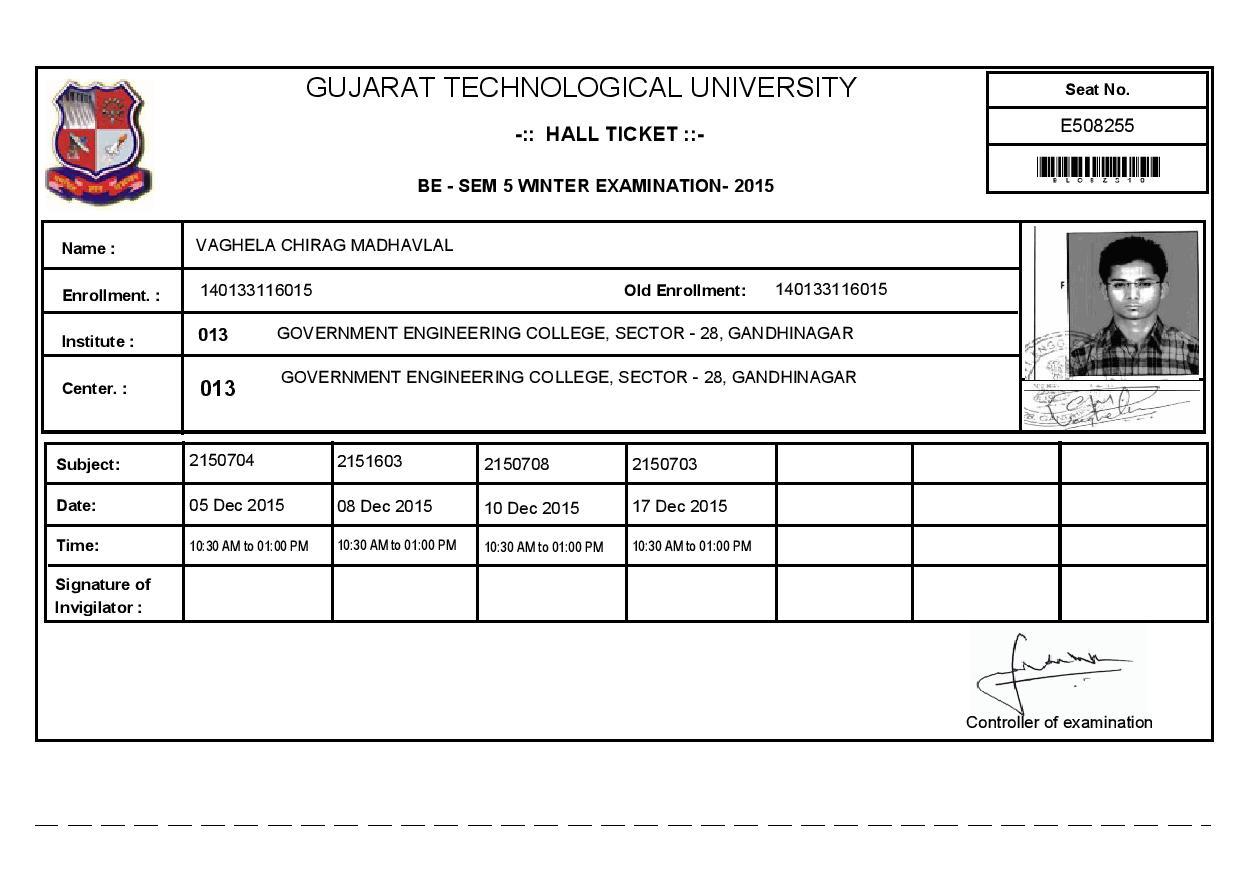 GUJARAT TECHNOLOGICAL UNIVERSITY
-:: HALL TICKET ::-
BE - SEM 5 WINTER EXAMINATION- 2015
Seat No.
E508255
Name : VAGHELA CHIRAG MADHAVLAL
Enrollment. : 140133116015 Old Enrollment: 140133116015
Institute : 013 GOVERNMENT ENGINEERING COLLEGE, SECTOR - 28, GANDHINAGAR
Center. : 013 GOVERNMENT ENGINEERING COLLEGE, SECTOR - 28, GANDHINAGAR
Subject: 2150704 2151603 2150708 2150703
Date: 05 Dec 2015 08 Dec 2015 10 Dec 2015 17 Dec 2015
Time: 10:30 AM to 01:00 PM 10:30 AM to 01:00 PM 10:30 AM to 01:00 PM 10:30 AM to 01:00 PM
Signature of
Invigilator :
Controller of examination